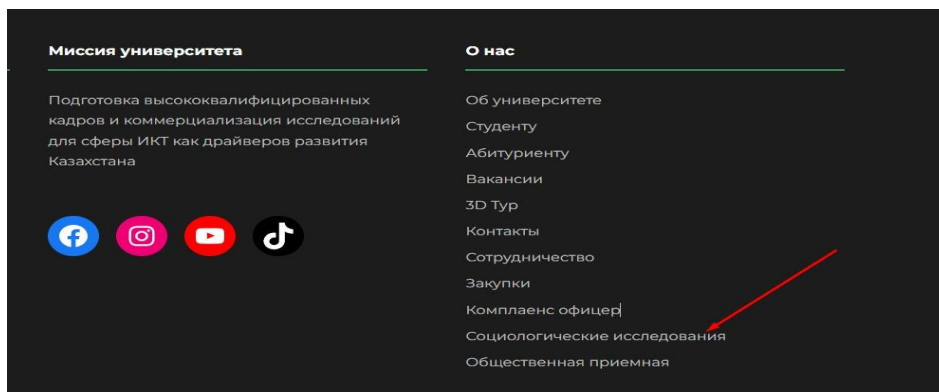 Миссия университета
Подготовка высококвалифицированных
кадров и коммерциализация исследований
для сферы ИКТ как драйверов развития
Казахстана
О нас
Об университете
Студенту
Абитуриенту
Вакансии
3D Тур
Контакты
Сотрудничество
Закупки
Комплаенс офицер
Социологические исследования
Общественная приемная